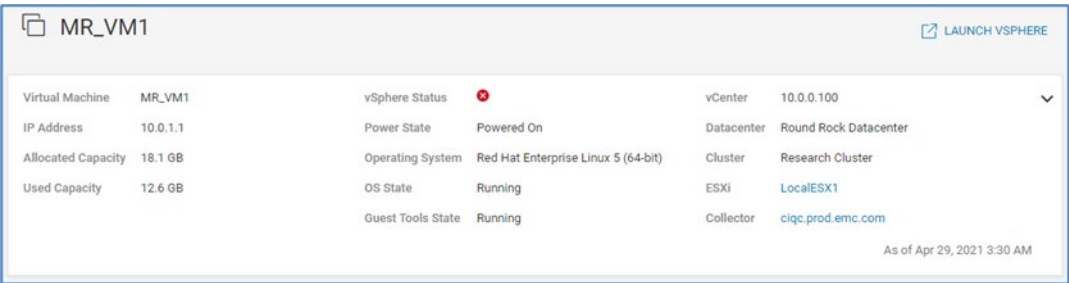 MR_VM1
LAUNCH VSPHERE
Virtual Machine MR_VM1 vSphere Status vCenter 10.0.0.100
IP Address 10.0.1.1 Power State Powered On Datacenter Round Rock Datacenter
Allocated Capacity 18.1 GB Operating System Red Hat Enterprise Linux 5 (64-bit) Cluster Research Cluster
Used Capacity 12.6 GB OS State Running ESXi LocalESX1
Guest Tools State Running Collector ciqc.prod.emc.com
As of Apr 29, 2021 3:30 AM